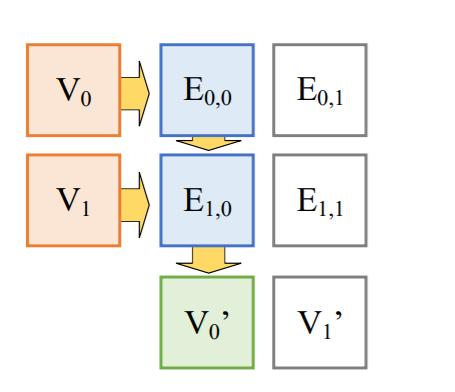 V₀ E₀,₀ E₀,₁
V₁ E₁,₀ E₁,₁
V₀’ V₁’